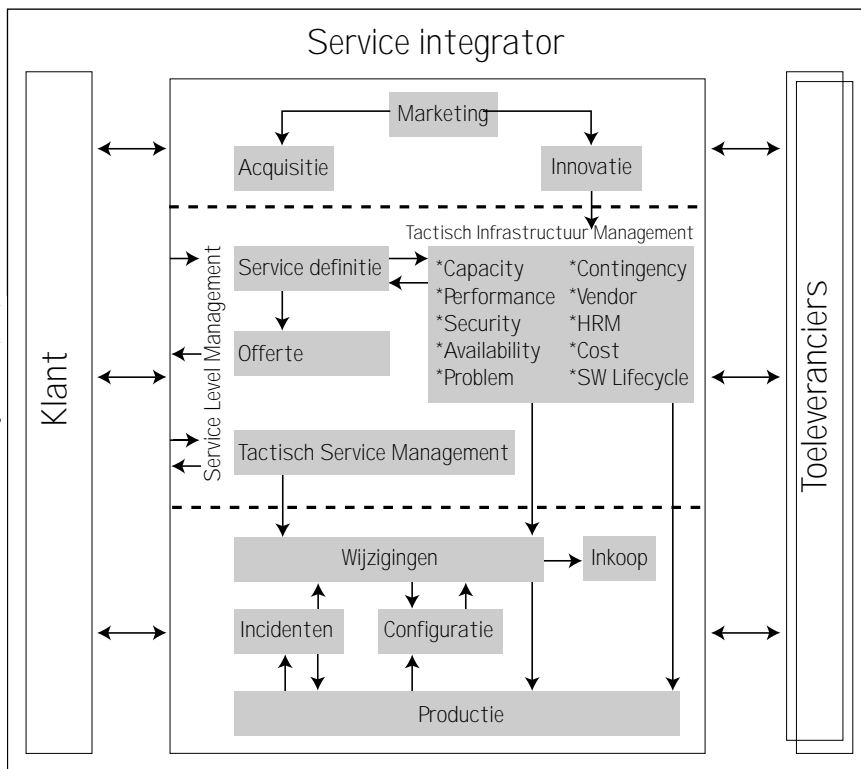 Service integrator
Klant
Marketing
Acquisitie
Innovatie
Tactisch Infrastructuur Management
Service Level Management
Service definitie
Offerte
*Capacity
*Performance
*Security
*Availability
*Problem
*Contingency
*Vendor
*HRM
*Cost
*SW Lifecycle
Tactisch Service Management
Wijzigingen
Inkoop
Incidenten
Configuratie
Productie
Toeleveranciers